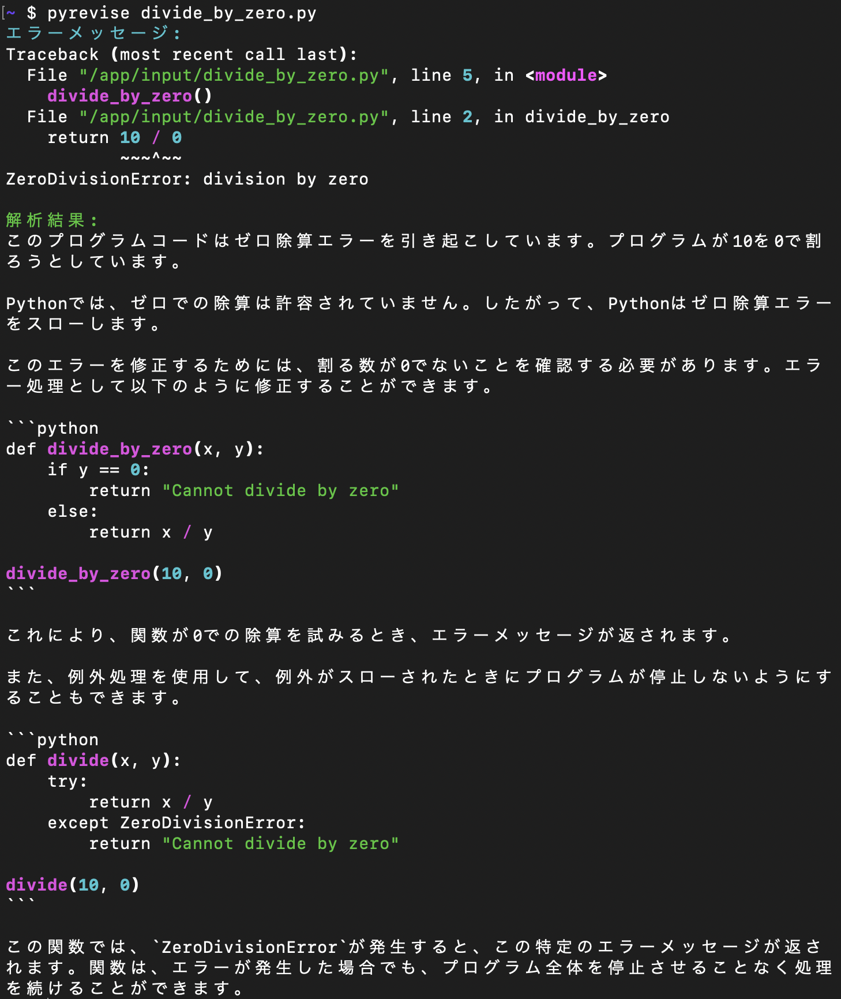 [~ $ pyrevise divide_by_zero.py
エラーメッセージ:
Traceback (most recent call last):
  File "/app/input/divide_by_zero.py", line 5, in <module>
    divide_by_zero()
  File "/app/input/divide_by_zero.py", line 2, in divide_by_zero
    return 10 / 0
           ~~~^~~
ZeroDivisionError: division by zero

解析結果:
このプログラムコードはゼロ除算エラーを引き起こしています。プログラムが10を0で割
ろうとしています。

Pythonでは、ゼロでの除算は許容されていません。したがって、Pythonはゼロ除算エラー
をスローします。

このエラーを修正するためには、割る数が0でないことを確認する必要があります。エラ
ー処理として以下のように修正することができます。

```python
def divide_by_zero(x, y):
    if y == 0:
        return "Cannot divide by zero"
    else:
        return x / y

divide_by_zero(10, 0)
```

これにより、関数が0での除算を試みるとき、エラーメッセージが返されます。

また、例外処理を使用して、例外がスローされたときにプログラムが停止しないようにす
ることもできます。

```python
def divide(x, y):
    try:
        return x / y
    except ZeroDivisionError:
        return "Cannot divide by zero"

divide(10, 0)
```

この関数では、`ZeroDivisionError`が発生すると、この特定のエラーメッセージが返さ
れます。関数は、エラーが発生した場合でも、プログラム全体を停止させることなく処理
を続けることができます。